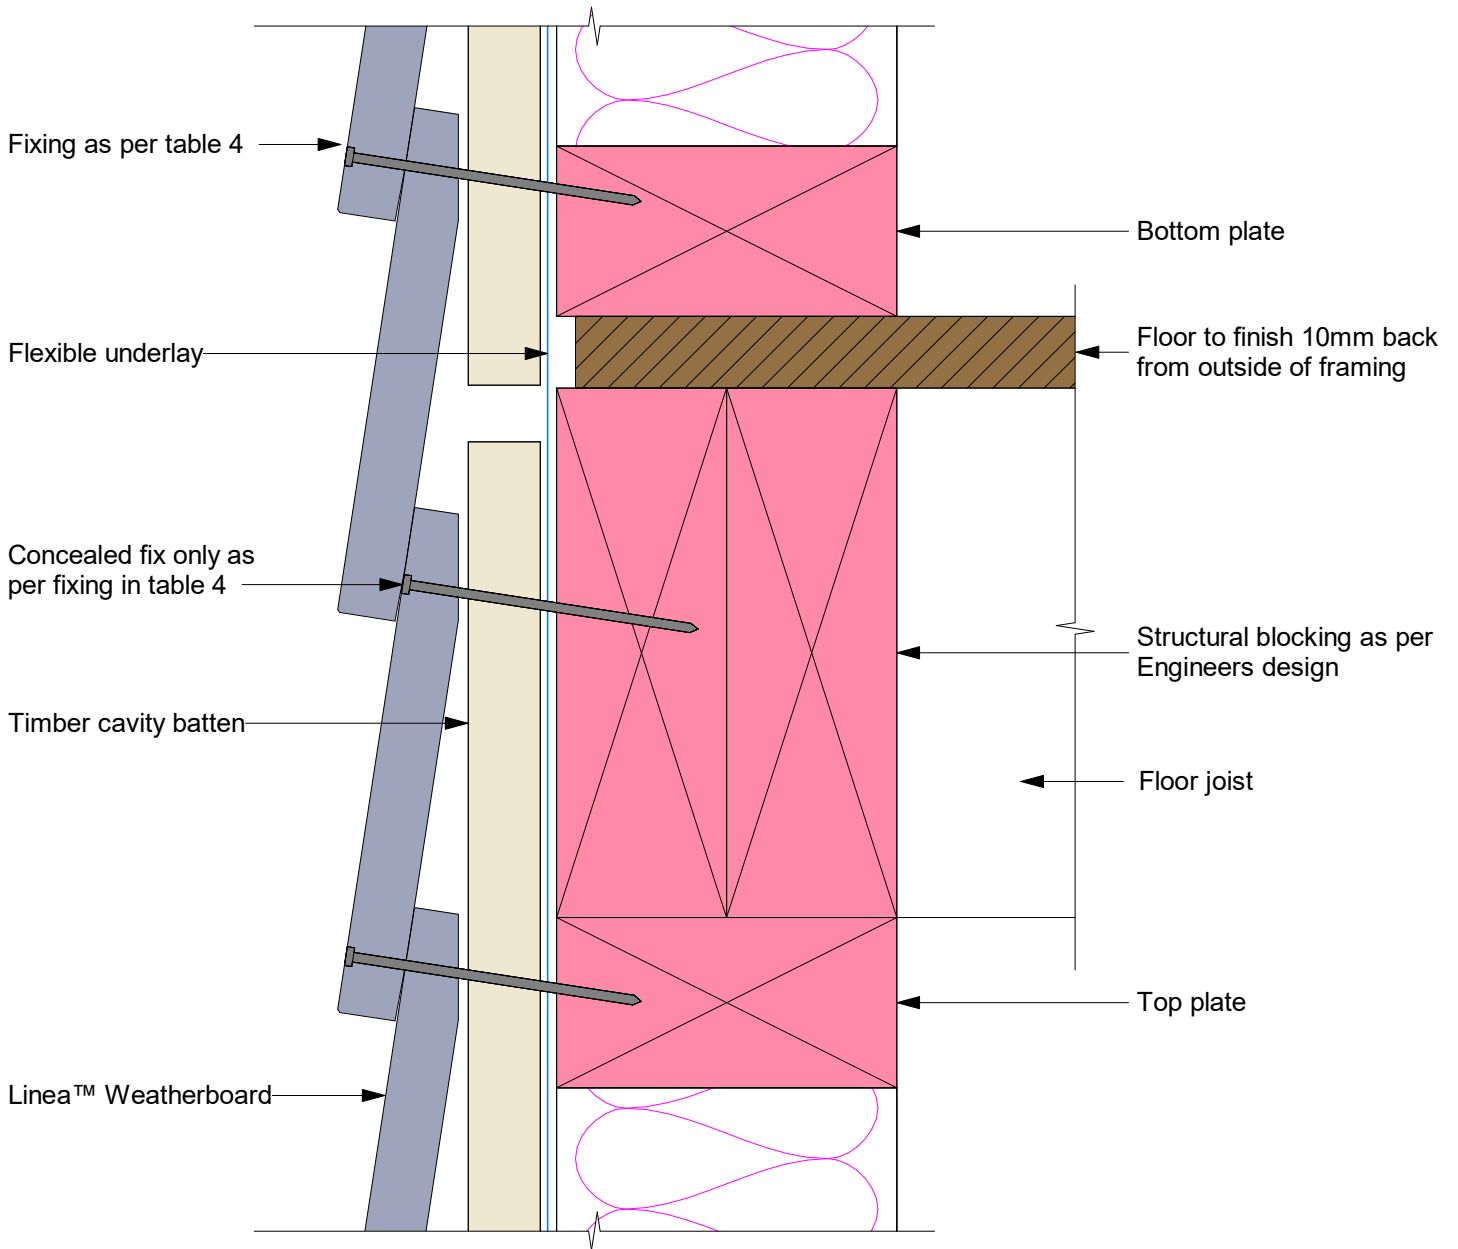 Fixing as per table 4
Bottom plate
Flexible underlay
Floor to finish 10mm back
from outside of framing
Concealed fix only as
per fixing in table 4
Structural blocking as per
Engineers design
Timber cavity batten
Floor joist
Top plate
Linea™ Weatherboard